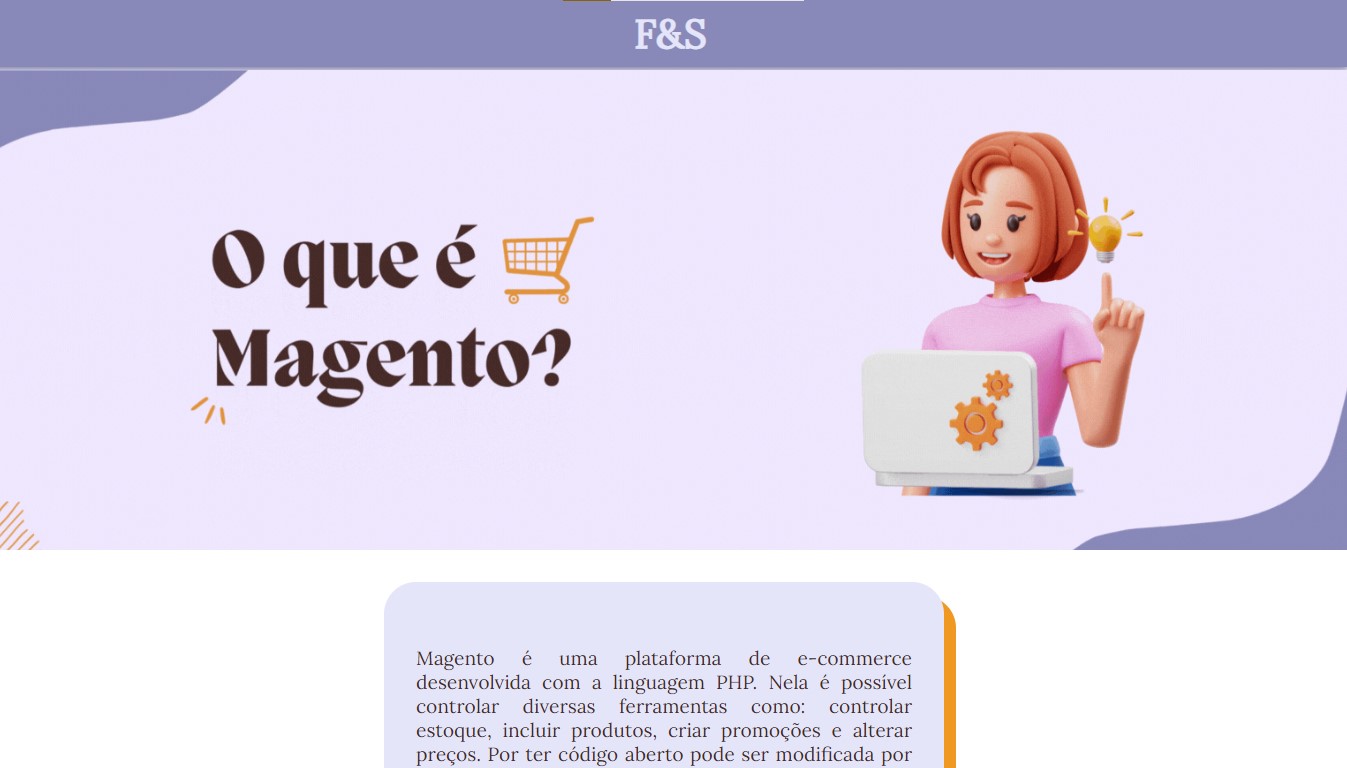 F&S
O que é
Magento?
Magento é uma plataforma de e-commerce
desenvolvida com a linguagem PHP. Nela é possível
controlar diversas ferramentas como: controlar
estoque, incluir produtos, criar promoções e alterar
preços. Por ter código aberto pode ser modificada por